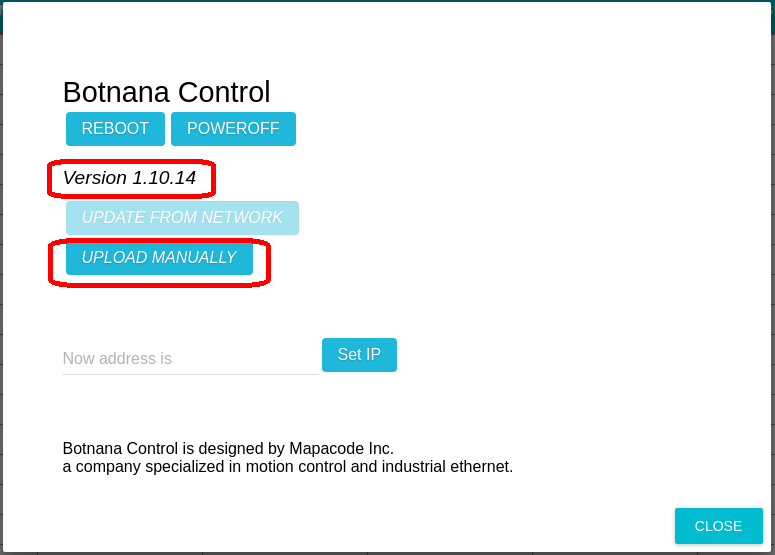 Botnana Control
REBOOT POWEROFF
Version 1.10.14
UPDATE FROM NETWORK
UPLOAD MANUALLY
Now address is Set IP
Botnana Control is designed by Mapacode Inc.
a company specialized in motion control and industrial ethernet.
CLOSE